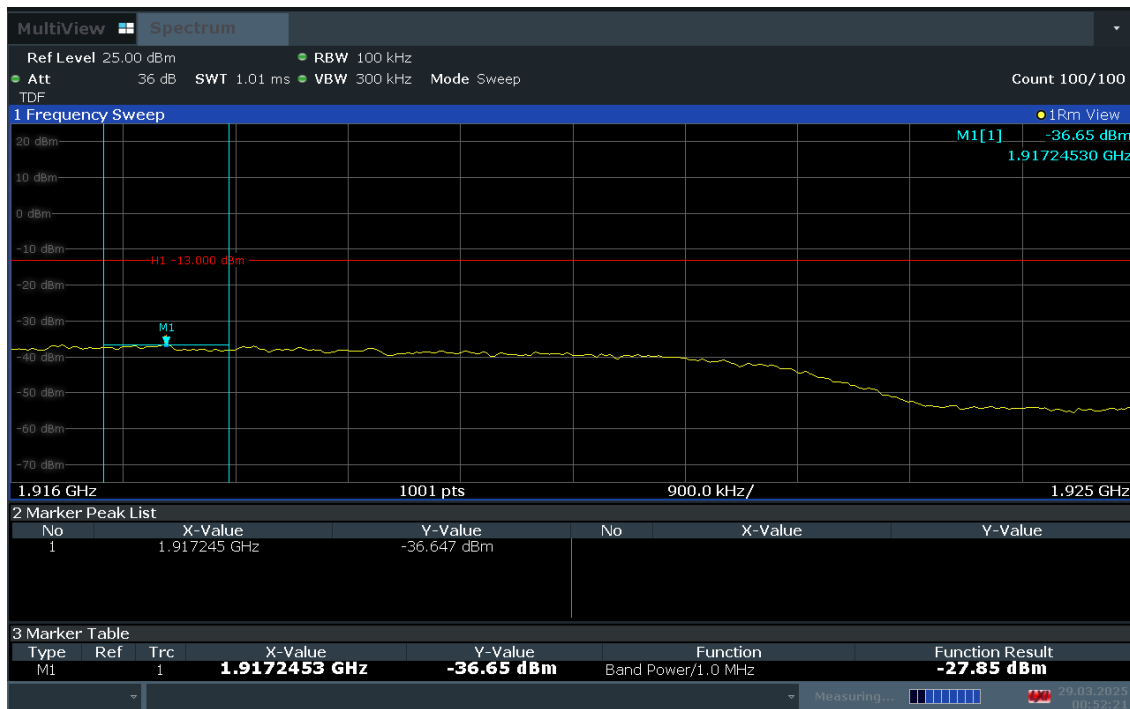 MultiView Spectrum
Ref Level 25.00 dBm RBW 100 kHz
Att 36 dB SWT 1.01 ms VBW 300 kHz Mode Sweep Count 100/100
TDF
1 Frequency Sweep 1Rm View
M1[1] -36.65 dBm
1.91724530 GHz
20 dBm
10 dBm
0 dBm
-10 dBm
H1 -13.000 dBm
-20 dBm
-30 dBm
M1
-40 dBm
-50 dBm
-60 dBm
-70 dBm
1.916 GHz 1001 pts 900.0 kHz/ 1.925 GHz
2 Marker Peak List
No X-Value Y-Value No X-Value Y-Value
1 1.917245 GHz -36.647 dBm
3 Marker Table
Type Ref Trc X-Value Y-Value Function Function Result
M1 1 1.9172453 GHz -36.65 dBm Band Power/1.0 MHz -27.85 dBm
Measuring... 29.03.2025
00:52:21